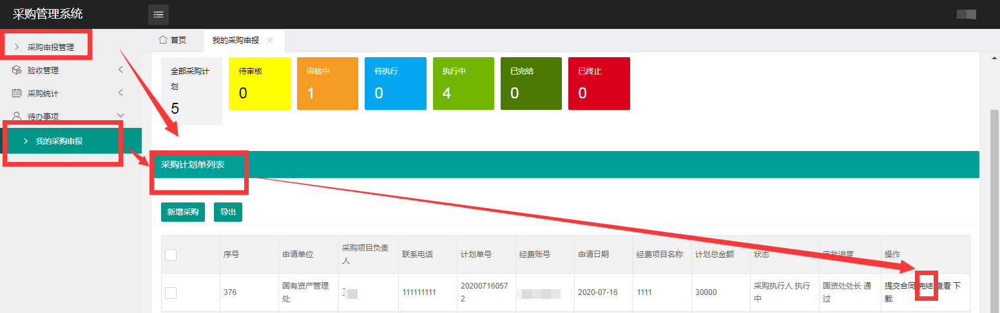 采购管理系统
采购申报管理
验收管理
采购统计
待办事项
我的采购申报
首页
我的采购申报
全部采购计
划
5
待审核
0
审核中
1
待执行
0
执行中
4
已完结
0
已终止
0
采购计划单列表
新增采购
导出
序号
申请单位
采购项目负责
人
联系电话
计划单号
经费账号
申请日期
经费项目名称
计划总金额
状态
审批进度
操作
376
国有资产管理
处
111111111
20200716057
2
2020-07-16
1111
30000
采购执行人 执行
中
国资处处长 通
过
提交合同 完结 查看 下
载